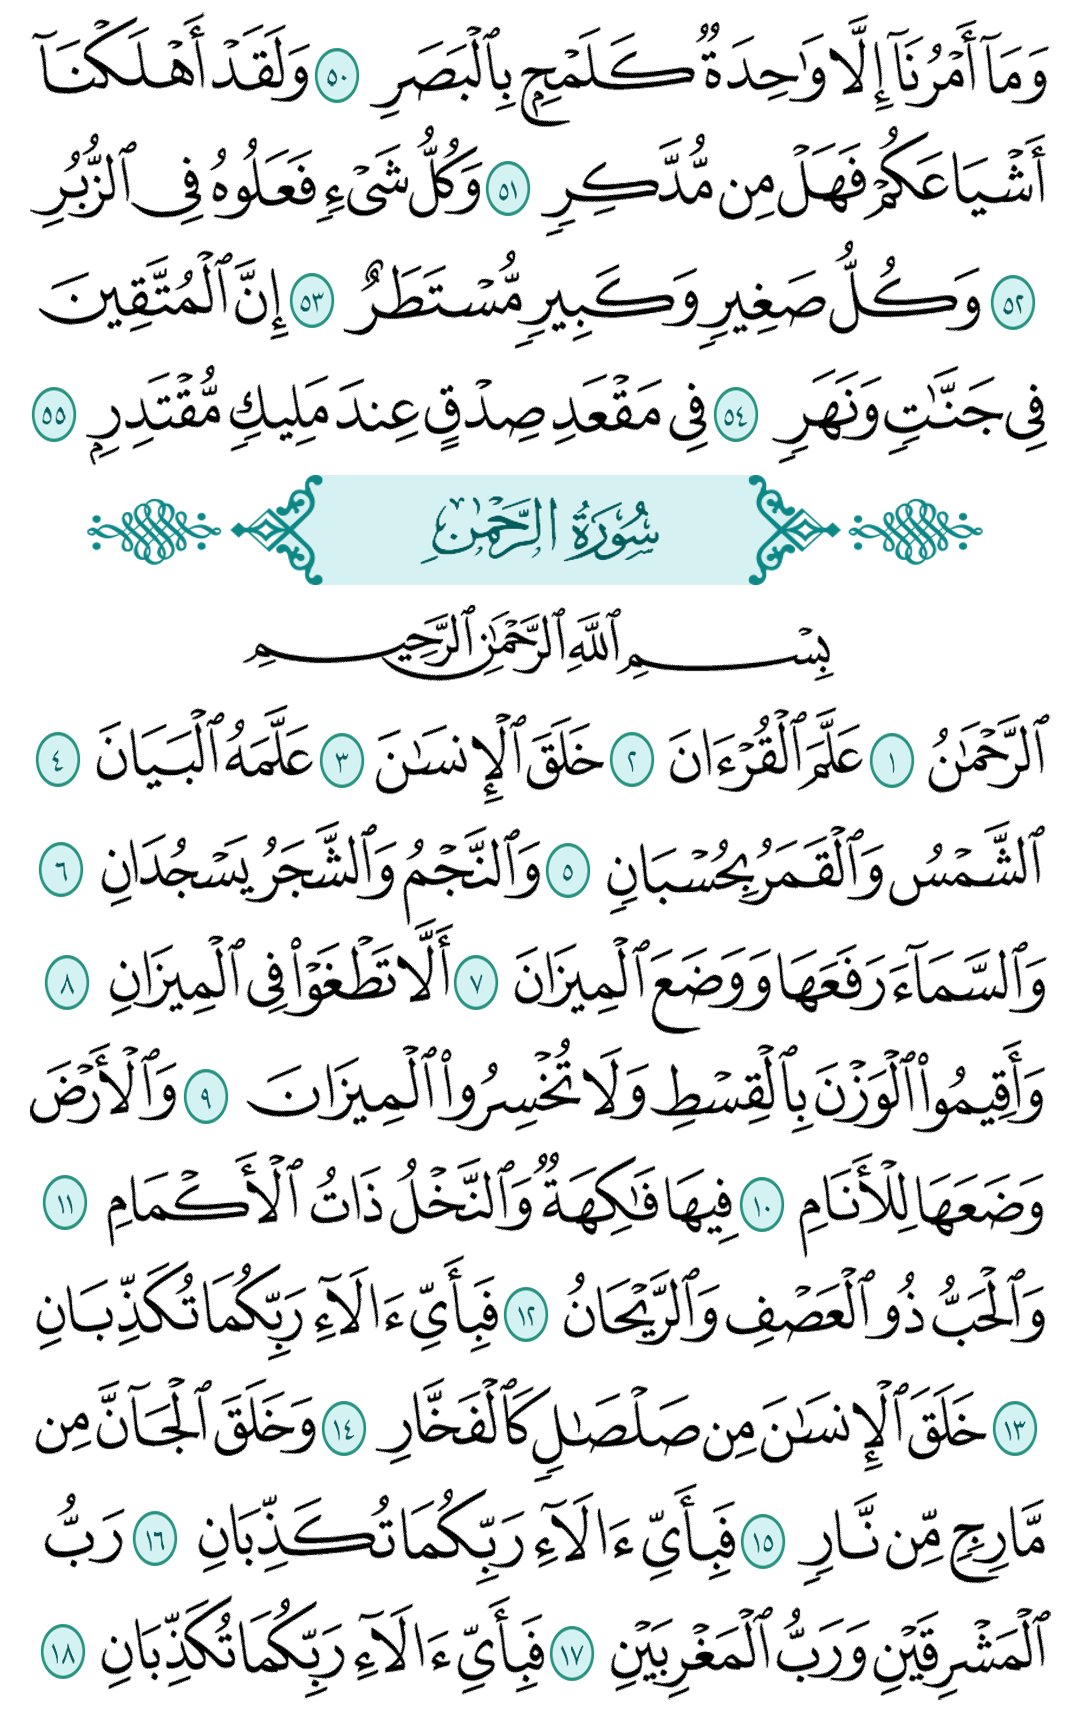 وَمَآ أَمْرُنَآ إِلَّا وَٰحِدَةٌ كَلَمْحٍۭ بِٱلْبَصَرِ ٥٠ وَلَقَدْ أَهْلَكْنَآ
أَشْيَاعَكُمْ فَهَلْ مِن مُّدَّكِرٍ ٥١ وَكُلُّ شَىْءٍ فَعَلُوهُ فِى ٱلزُّبُرِ
٥٢ وَكُلُّ صَغِيرٍ وَكَبِيرٍ مُّسْتَطَرٌ ٥٣ إِنَّ ٱلْمُتَّقِينَ
فِى جَنَّٰتٍ وَنَهَرٍ ٥٤ فِى مَقْعَدِ صِدْقٍ عِندَ مَلِيكٍ مُّقْتَدِرٍۭ ٥٥
سُورَةُ الرَّحْمَٰنِ
بِسْمِ ٱللَّهِ ٱلرَّحْمَٰنِ ٱلرَّحِيمِ
ٱلرَّحْمَٰنُ ١ عَلَّمَ ٱلْقُرْءَانَ ٢ خَلَقَ ٱلْإِنسَٰنَ ٣ عَلَّمَهُ ٱلْبَيَانَ ٤
ٱلشَّمْسُ وَٱلْقَمَرُ بِحُسْبَانٍ ٥ وَٱلنَّجْمُ وَٱلشَّجَرُ يَسْجُدَانِ ٦
وَٱلسَّمَآءَ رَفَعَهَا وَوَضَعَ ٱلْمِيزَانَ ٧ أَلَّا تَطْغَوْا۟ فِى ٱلْمِيزَانِ ٨
وَأَقِيمُوا۟ ٱلْوَزْنَ بِٱلْقِسْطِ وَلَا تُخْسِرُوا۟ ٱلْمِيزَانَ ٩ وَٱلْأَرْضَ
وَضَعَهَا لِلْأَنَامِ ١٠ فِيهَا فَٰكِهَةٌ وَٱلنَّخْلُ ذَاتُ ٱلْأَكْمَامِ ١١
وَٱلْحَبُّ ذُو ٱلْعَصْفِ وَٱلرَّيْحَانُ ١٢ فَبِأَىِّ ءَالَآءِ رَبِّكُمَا تُكَذِّبَانِ
١٣ خَلَقَ ٱلْإِنسَٰنَ مِن صَلْصَٰلٍ كَٱلْفَخَّارِ ١٤ وَخَلَقَ ٱلْجَآنَّ مِن
مَّارِجٍ مِّن نَّارٍ ١٥ فَبِأَىِّ ءَالَآءِ رَبِّكُمَا تُكَذِّبَانِ ١٦ رَبُّ
ٱلْمَشْرِقَيْنِ وَرَبُّ ٱلْمَغْرِبَيْنِ ١٧ فَبِأَىِّ ءَالَآءِ رَبِّكُمَا تُكَذِّبَانِ ١٨